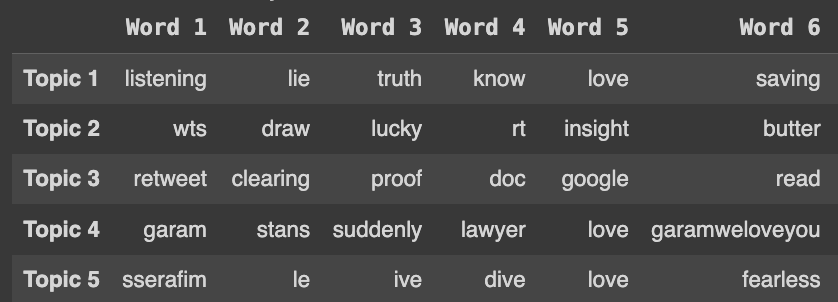 Word 1 Word 2 Word 3 Word 4 Word 5 Word 6
Topic 1 listening lie truth know love saving
Topic 2 wts draw lucky rt insight butter
Topic 3 retweet clearing proof doc google read
Topic 4 garam stans suddenly lawyer love garamweloveyou
Topic 5 sserafim le ive dive love fearless